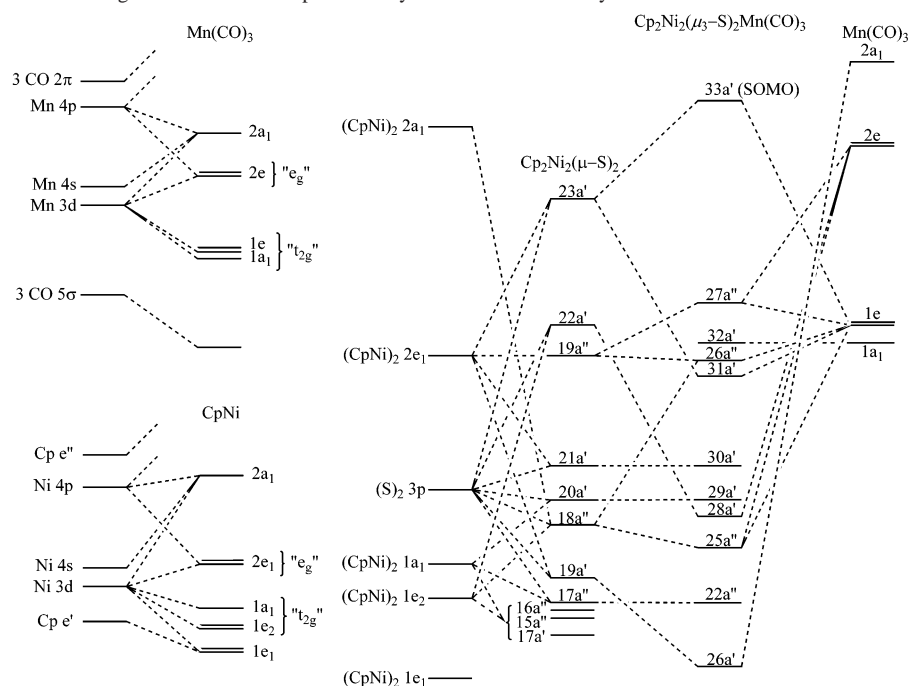 Cp₂Ni₂(μ₃–S)₂Mn(CO)₃
Mn(CO)₃
Mn(CO)₃
2a₁
3 CO 2π
Mn 4p
2a₁
2e } "e_g"
Mn 4s
Mn 3d
1e
1a₁
} "t₂g"
3 CO 5σ
CpNi
Cp e"
Ni 4p
2a₁
Ni 4s
2e₁ } "e_g"
Ni 3d
1a₁
1e₂
} "t₂g"
Cp e'
1e₁
(CpNi)₂ 2a₁
(CpNi)₂ 2e₁
(S)₂ 3p
(CpNi)₂ 1a₁
(CpNi)₂ 1e₂
(CpNi)₂ 1e₁
Cp₂Ni₂(μ–S)₂
23a'
22a'
19a"
21a'
20a'
18a"
19a'
17a"
16a"
15a"
17a'
33a' (SOMO)
27a"
32a'
26a"
31a'
30a'
29a'
28a'
25a"
22a"
26a'
2e
1e
1a₁